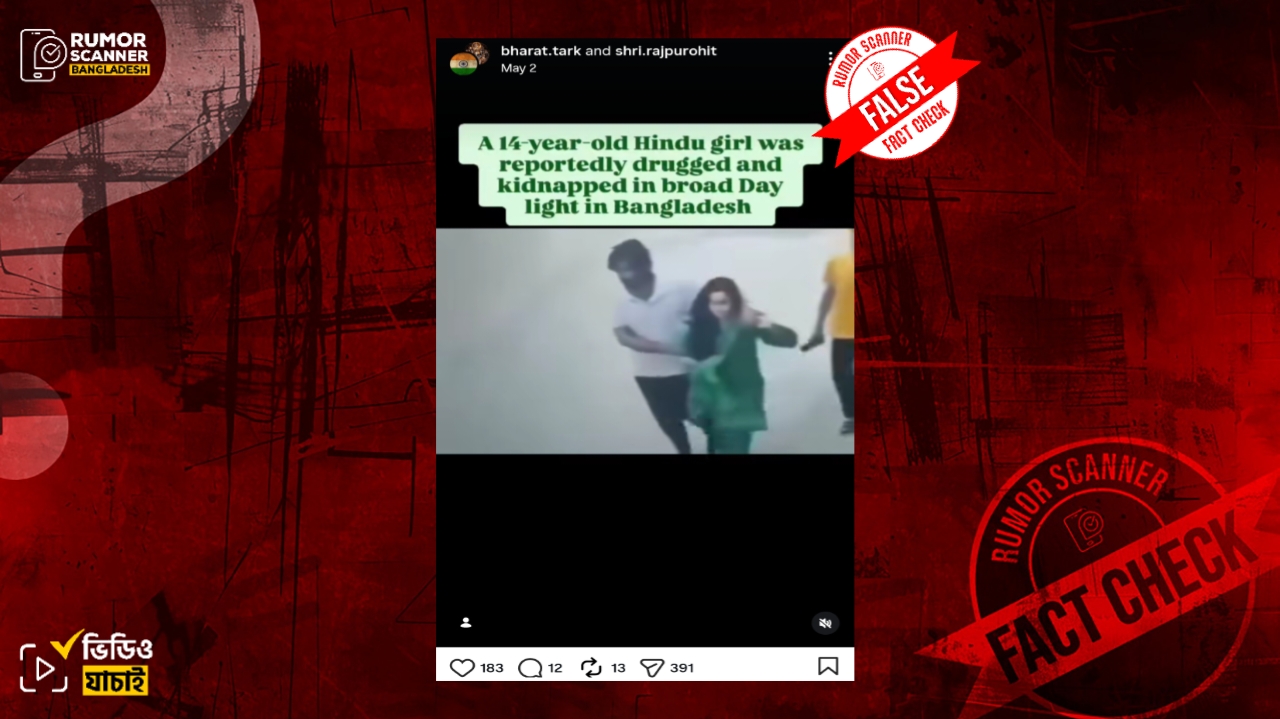 RUMOR
SCANNER
BANGLADESH
bharat.tark and shri.rajpurohit
May 2
RUMOR SCANNER
FALSE
FACT CHECK
A 14-year-old Hindu girl was
reportedly drugged and
kidnapped in broad Day
light in Bangladesh
RUMOR SCANNER
FACT CHECK
ভিডিও
যাচাই
183
12
13
391